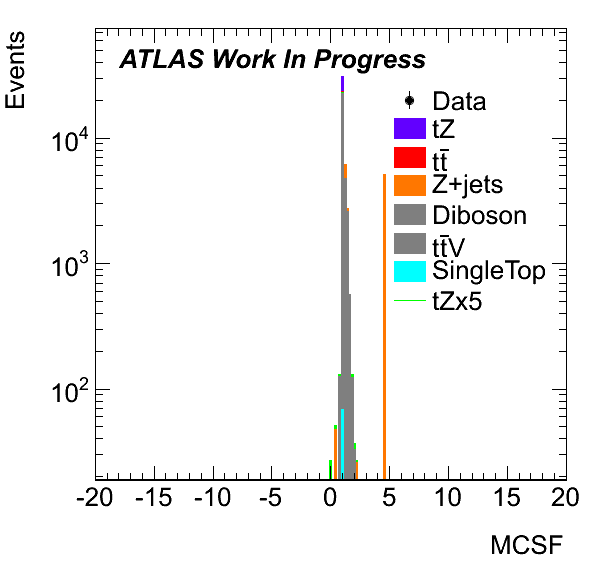 Events
ATLAS Work In Progress
Data
tZ
tt̄
Z+jets
Diboson
tt̄V
SingleTop
tZx5
10⁴
10³
10²
-20 -15 -10 -5 0 5 10 15 20
MCSF